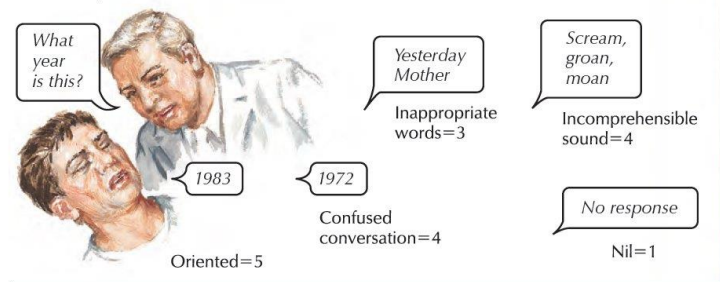 What
year
is this?
1983
Oriented=5
1972
Confused
conversation=4
Yesterday
Mother
Inappropriate
words=3
Scream,
groan,
moan
Incomprehensible
sound=4
No response
Nil=1